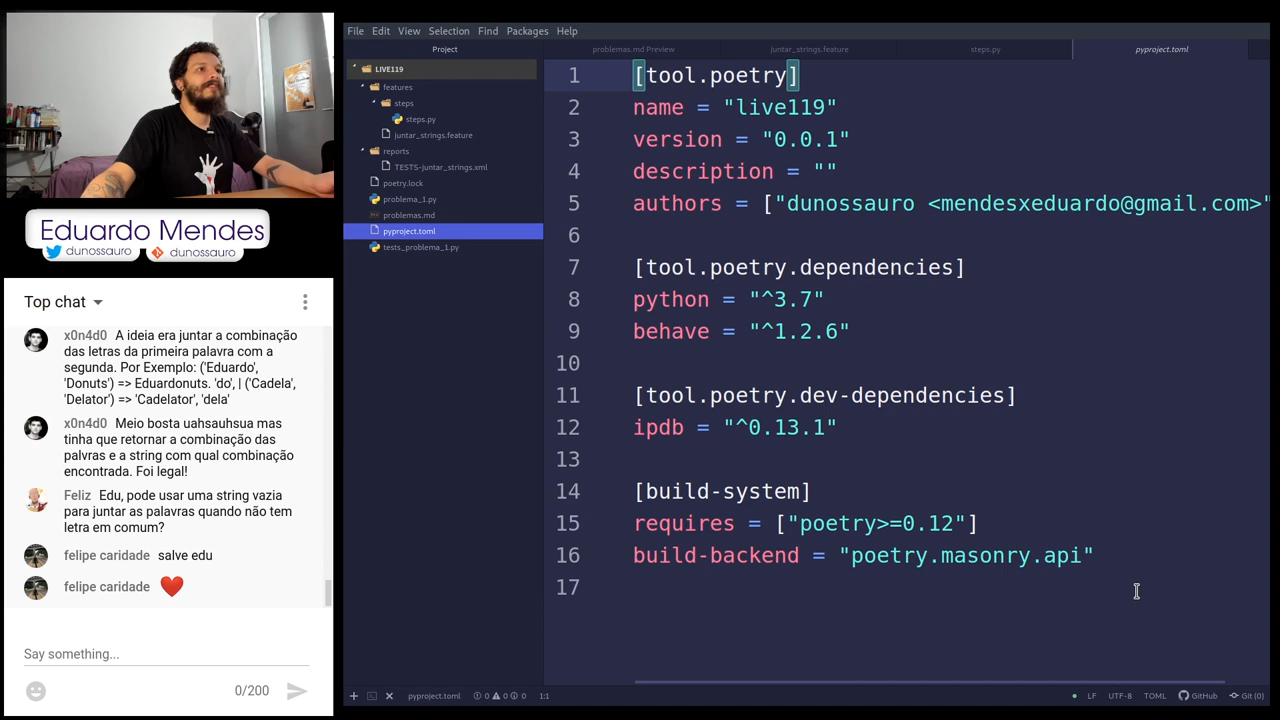 File Edit View Selection Find Packages Help
Project
problemas.md Preview
juntar_strings.feature
steps.py
pyproject.toml
LIVE119
features
steps
steps.py
juntar_strings.feature
reports
TESTS-juntar_strings.xml
poetry.lock
problema_1.py
problemas.md
pyproject.toml
tests_problema_1.py
1 [tool.poetry]
2 name = "live119"
3 version = "0.0.1"
4 description = ""
5 authors = ["dunossauro <mendesxeduardo@gmail.com>"
6
7 [tool.poetry.dependencies]
8 python = "^3.7"
9 behave = "^1.2.6"
10
11 [tool.poetry.dev-dependencies]
12 ipdb = "^0.13.1"
13
14 [build-system]
15 requires = ["poetry>=0.12"]
16 build-backend = "poetry.masonry.api"
17
Eduardo Mendes
dunossauro
dunossauro
Top chat
x0n4d0 A ideia era juntar a combinação
das letras da primeira palavra com a
segunda. Por Exemplo: ('Eduardo',
'Donuts') => Eduardonuts. 'do', | ('Cadela',
'Delator') => 'Cadelator', 'dela'
x0n4d0 Meio bosta uahsauhsua mas
tinha que retornar a combinação das
palvras e a string com qual combinação
encontrada. Foi legal!
Feliz Edu, pode usar uma string vazia
para juntar as palavras quando não tem
letra em comum?
felipe caridade salve edu
felipe caridade ❤️
Say something...
0/200
pyproject.toml 0 0 0 1:1
LF UTF-8 TOML GitHub Git (0)